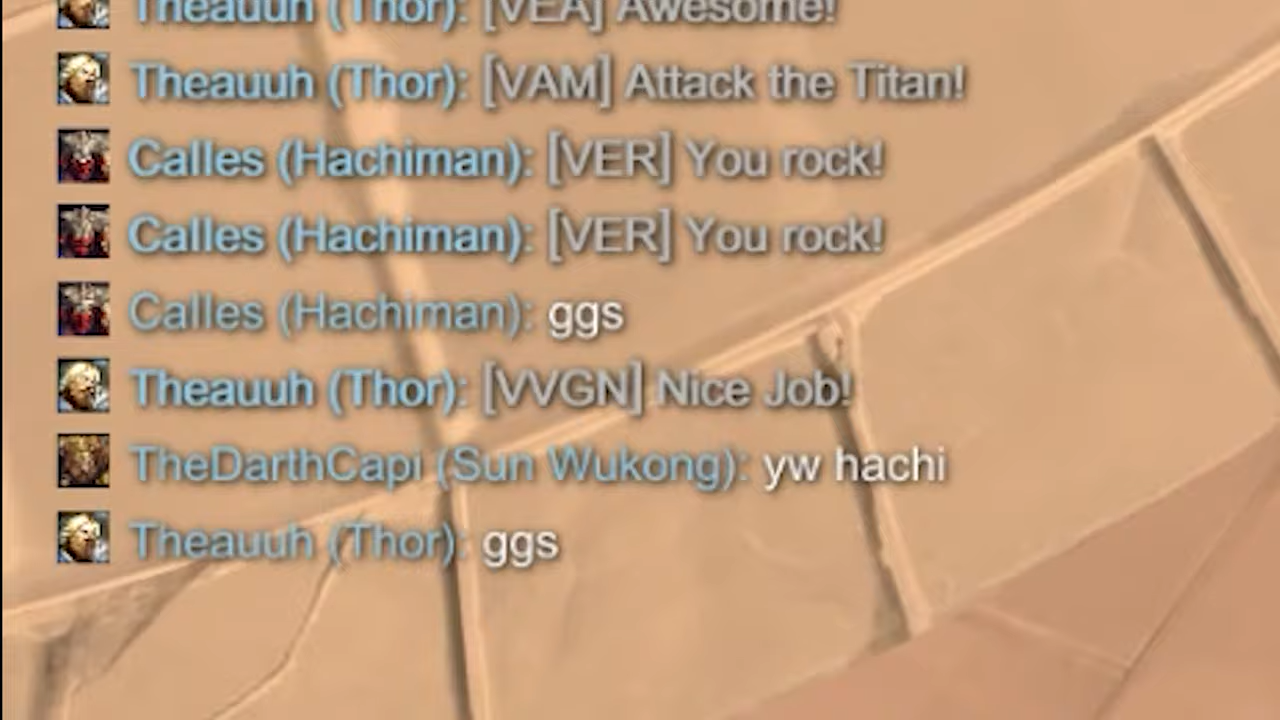 Theauuh (Thor): [VEA] Awesome!
Theauuh (Thor): [VAM] Attack the Titan!
Calles (Hachiman): [VER] You rock!
Calles (Hachiman): [VER] You rock!
Calles (Hachiman): ggs
Theauuh (Thor): [VVGN] Nice Job!
TheDarthCapi (Sun Wukong): yw hachi
Theauuh (Thor): ggs